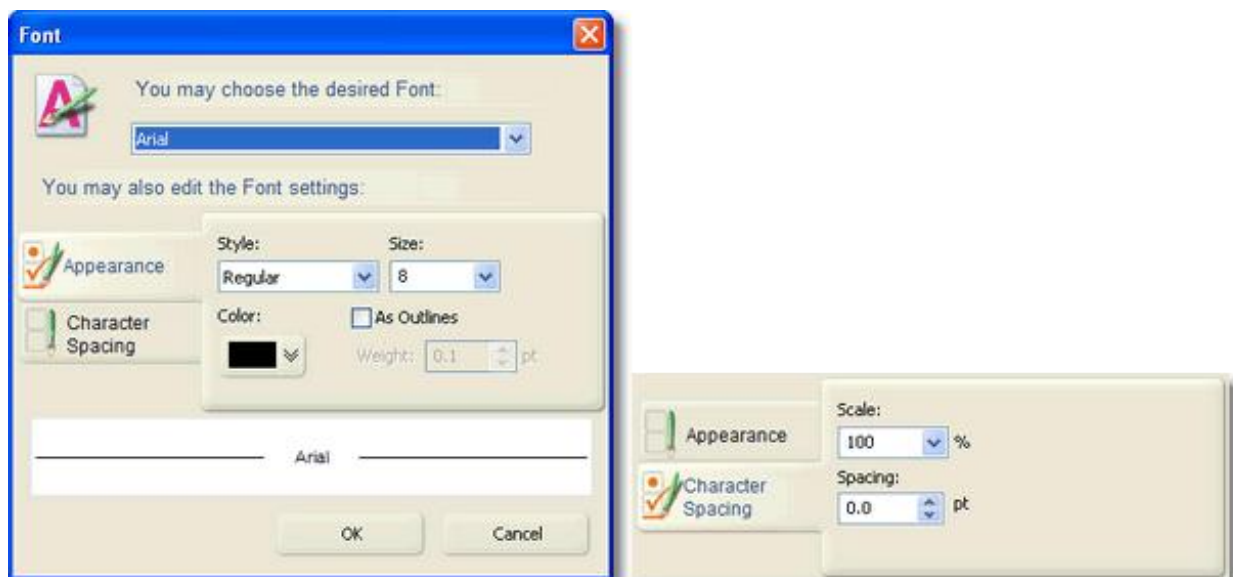 Font
You may choose the desired Font:
Arial
You may also edit the Font settings:
Appearance
Character
Spacing
Style:
Size:
Regular
8
Color:
As Outlines
Weight: 0.1 pt
Arial
OK
Cancel
Appearance
Character
Spacing
Scale:
100 %
Spacing:
0.0 pt